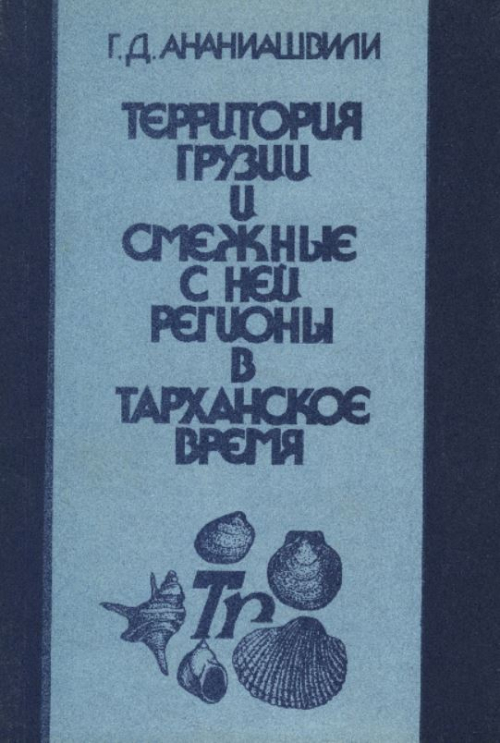 Г.Д. АНАНИАШВИЛИ
ТЕРРИТОРИЯ
ГРУЗИИ
И
СМЕЖНЫЕ
С НЕЙ
РЕГИОНЫ
В
ТАРХАНСКОЕ
ВРЕМЯ
Tr